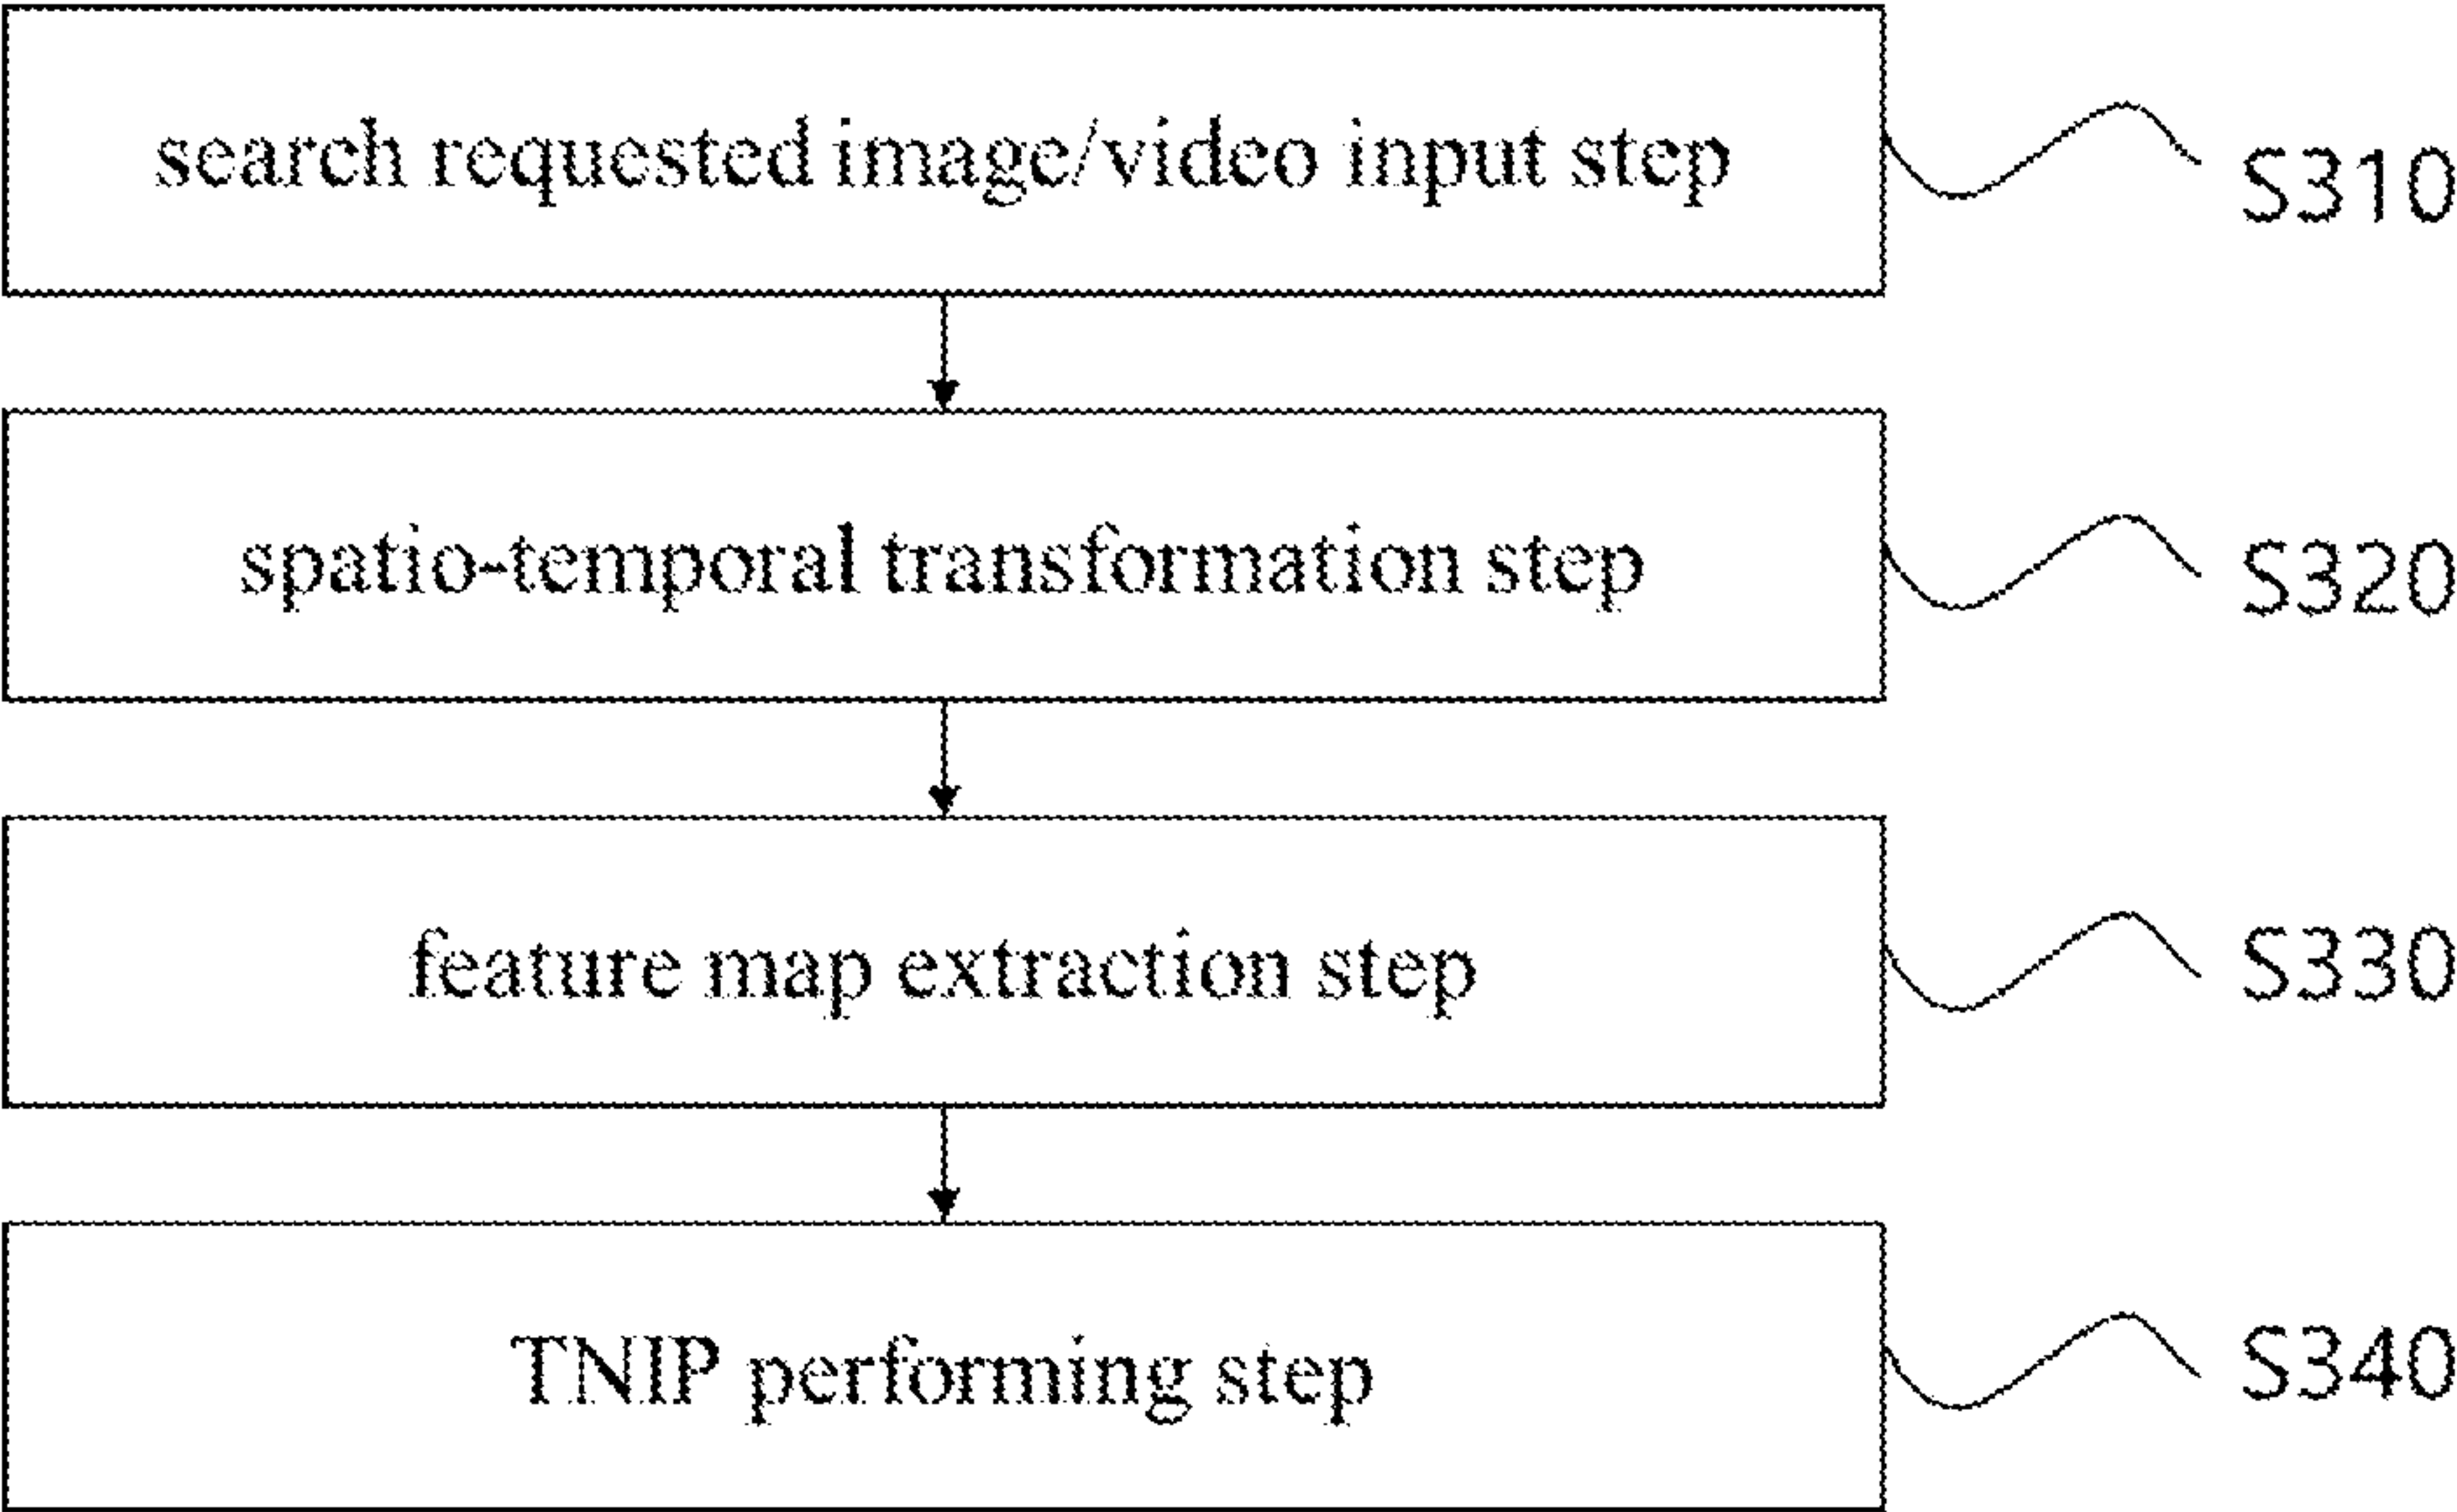 search requested image/video input step
S310
spatio-temporal transformation step
S320
feature map extraction step
S330
TNIP performing step
S340